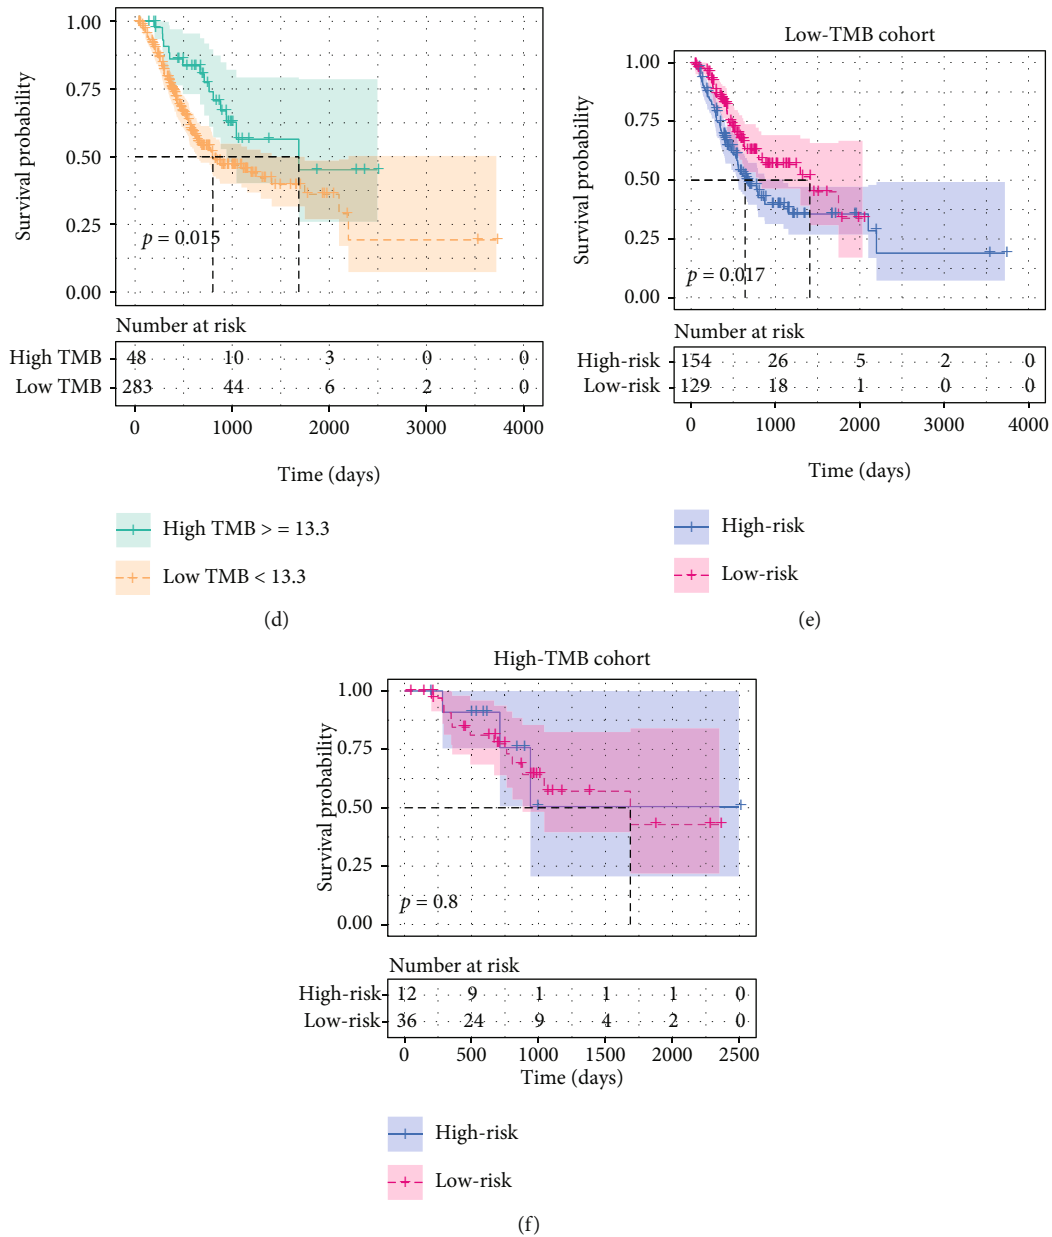 1.00
0.75
0.50
0.25
0.00
Survival probability
p = 0.015
Number at risk
High TMB 48 10 3 0 0
Low TMB 283 44 6 2 0
0 1000 2000 3000 4000
Time (days)
High TMB > = 13.3
Low TMB < 13.3
(d)
Low-TMB cohort
1.00
0.75
0.50
0.25
0.00
Survival probability
p = 0.017
Number at risk
High-risk 154 26 5 2 0
Low-risk 129 18 1 0 0
0 1000 2000 3000 4000
Time (days)
High-risk
Low-risk
(e)
High-TMB cohort
1.00
0.75
0.50
0.25
0.00
Survival probability
p = 0.8
Number at risk
High-risk 12 9 1 1 1 0
Low-risk 36 24 9 4 2 0
0 500 1000 1500 2000 2500
Time (days)
High-risk
Low-risk
(f)